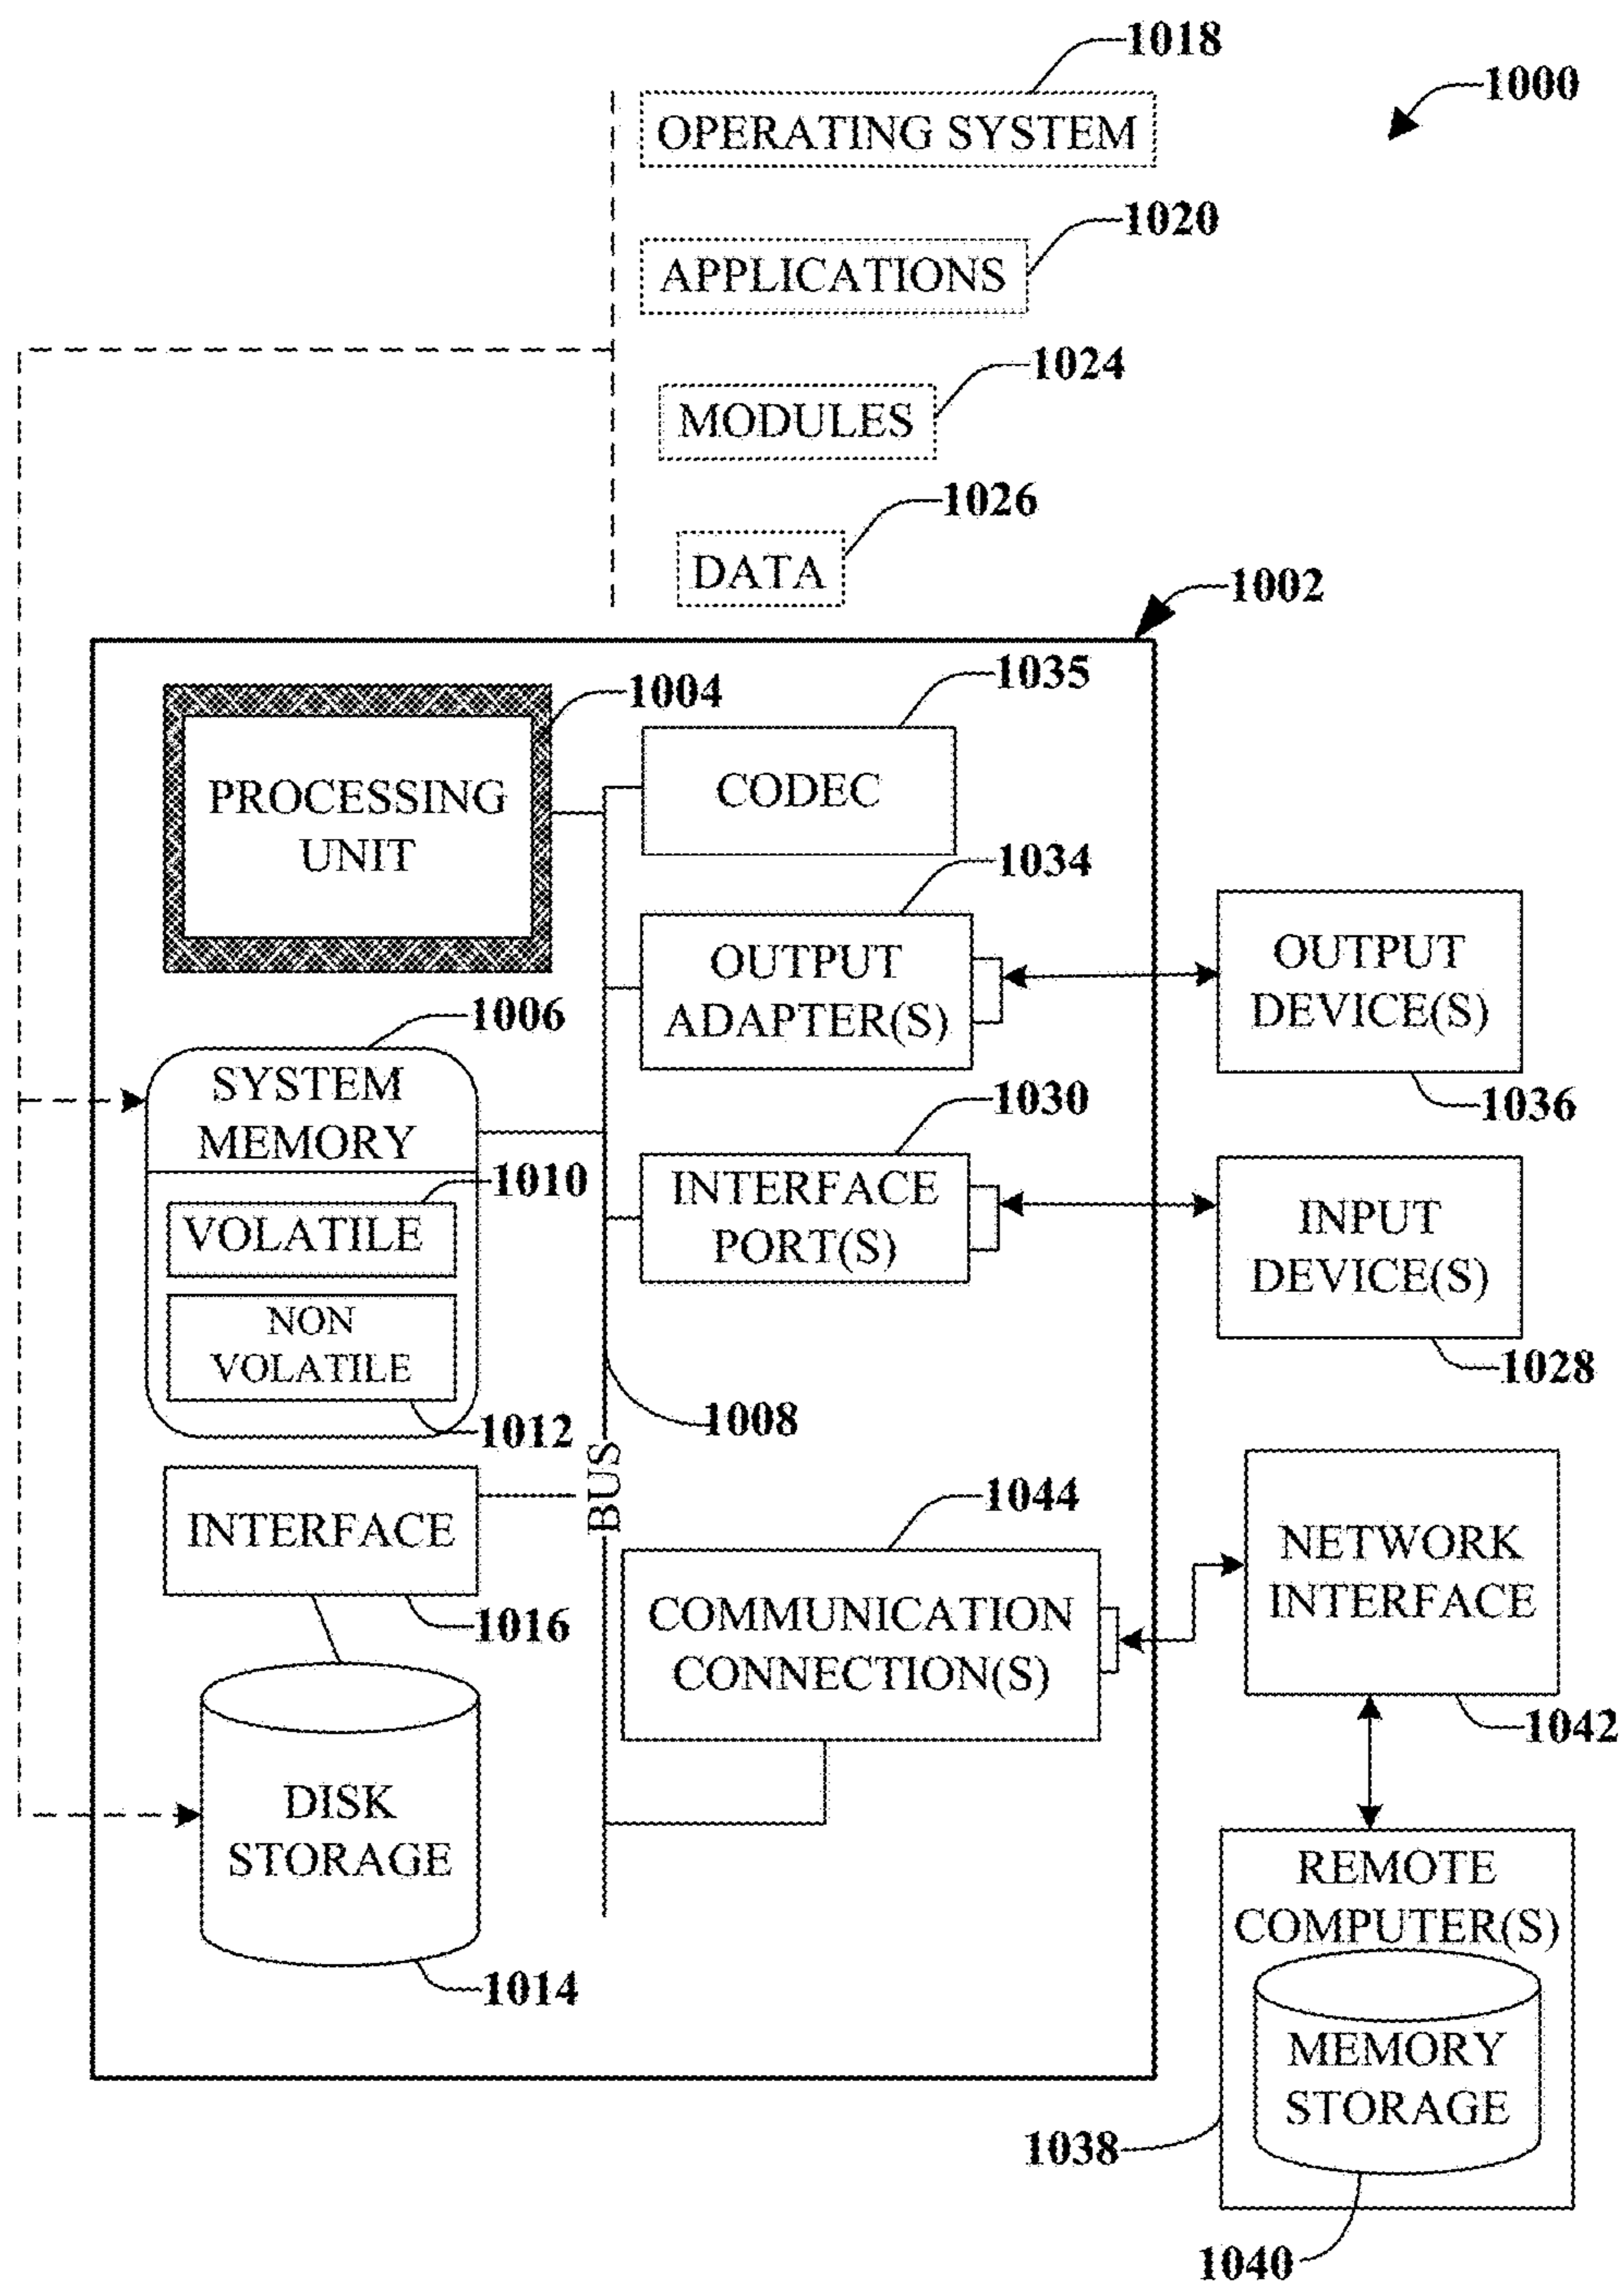 1018
1000
OPERATING SYSTEM
1020
APPLICATIONS
1024
MODULES
1026
DATA
1002
1004
PROCESSING
UNIT
1035
CODEC
1034
OUTPUT
ADAPTER(S)
OUTPUT
DEVICE(S)
1036
1006
SYSTEM
MEMORY
1010
VOLATILE
NON
VOLATILE
1012
1030
INTERFACE
PORT(S)
INPUT
DEVICE(S)
1028
1008
BUS
INTERFACE
1016
1044
COMMUNICATION
CONNECTION(S)
NETWORK
INTERFACE
1042
DISK
STORAGE
1014
REMOTE
COMPUTER(S)
MEMORY
STORAGE
1038
1040